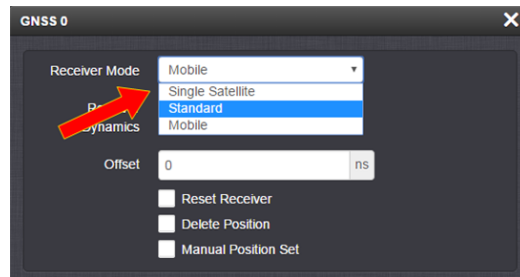 GNSS 0
Receiver Mode Mobile
Single Satellite
Standard
Dynamics Mobile
Offset 0 ns
Reset Receiver
Delete Position
Manual Position Set